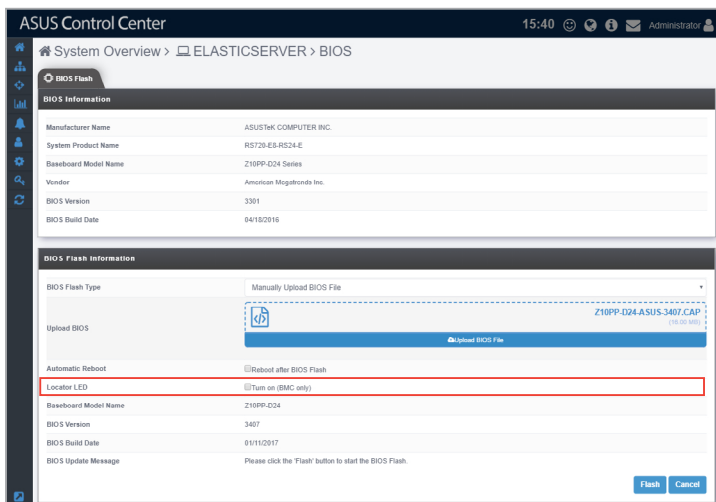 ASUS Control Center
15:40
Administrator
System Overview > ELASTICSERVER > BIOS
BIOS Flash
BIOS Information
Manufacturer Name ASUSTeK COMPUTER INC.
System Product Name RS720-E8-RS24-E
Baseboard Model Name Z10PP-D24 Series
Vendor American Megatrends Inc.
BIOS Version 3301
BIOS Build Date 04/18/2016
BIOS Flash Information
BIOS Flash Type Manually Upload BIOS File
Z10PP-D24-ASUS-3407.CAP
(16.00 MB)
Upload BIOS
Upload BIOS File
Automatic Reboot Reboot after BIOS Flash
Locator LED Turn on (BMC only)
Baseboard Model Name Z10PP-D24
BIOS Version 3407
BIOS Build Date 01/11/2017
BIOS Update Message Please click the 'Flash' button to start the BIOS Flash.
Flash Cancel